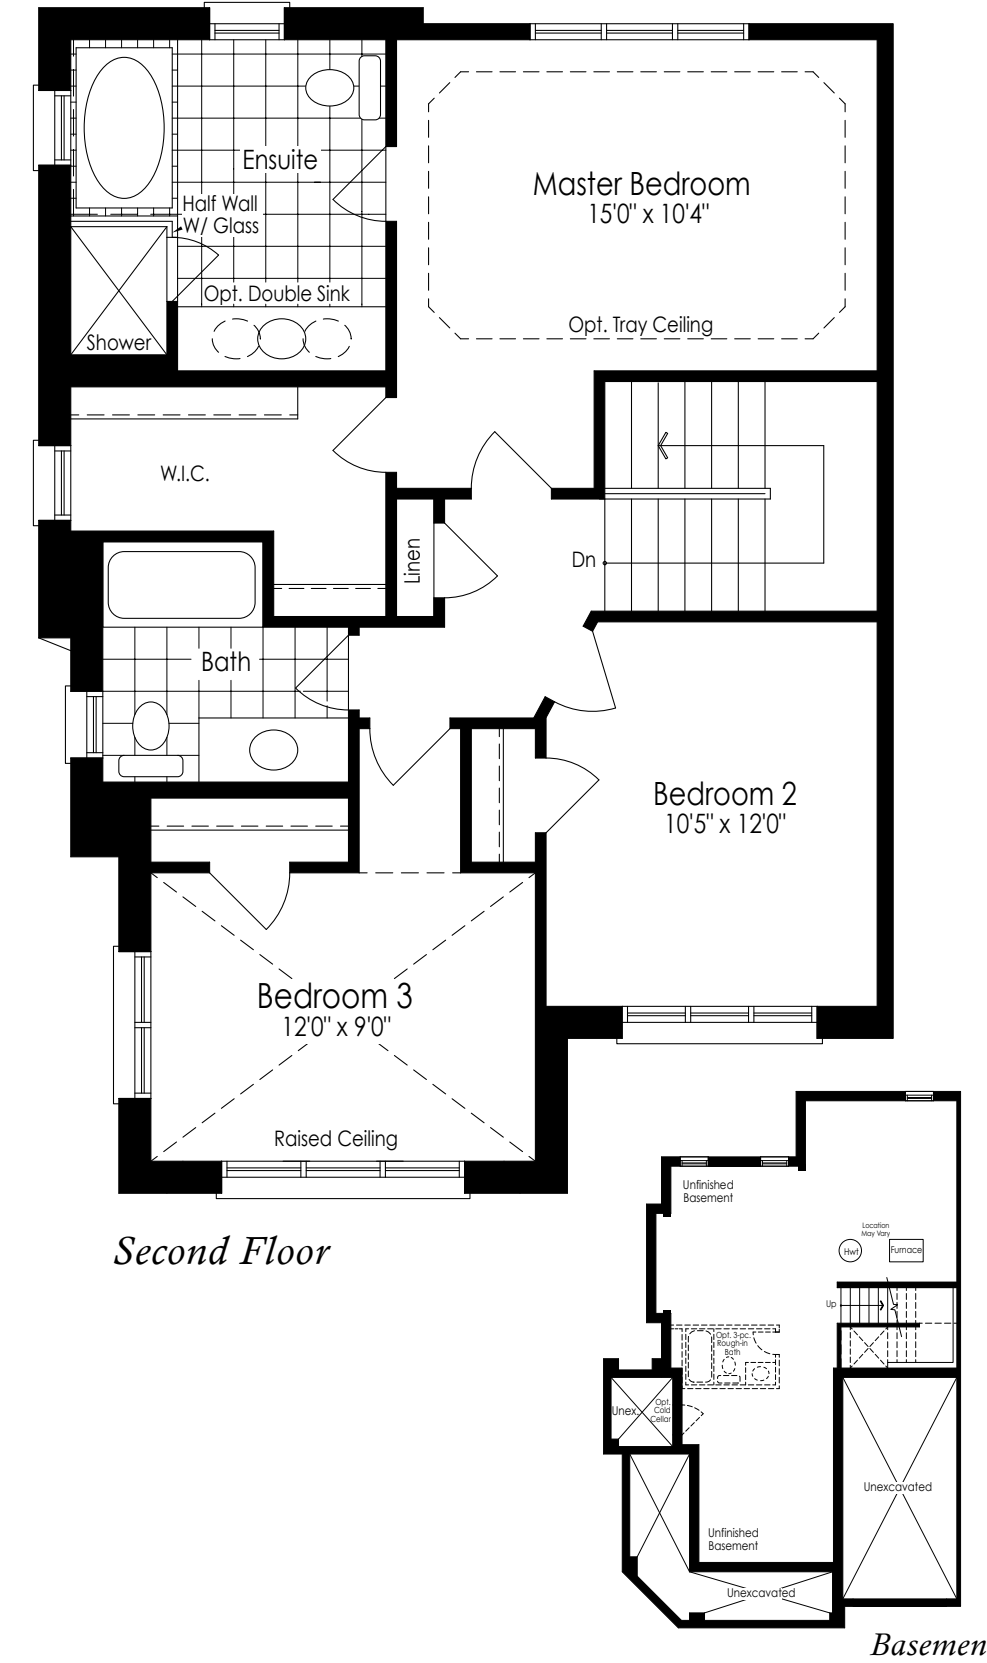 Ensuite
Half Wall
W/ Glass
Opt. Double Sink
Shower
Master Bedroom
15'0" x 10'4"
Opt. Tray Ceiling
W.I.C.
Linen
Dn
Bath
Bedroom 2
10'5" x 12'0"
Bedroom 3
12'0" x 9'0"
Raised Ceiling
Second Floor
Unfinished
Basement
Location
May Vary
Hwt
Furnace
Up
Opt. 3-pc.
Rough-in
Bath
Unex.
Opt.
Cold
Cellar
Unexcavated
Unfinished
Basement
Unexcavated
Basemen